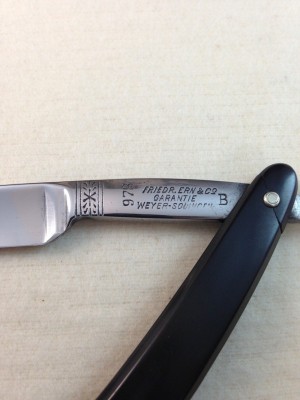 97
FRIEDR. ERN & CO
GARANTIE
WEYER-SOLINGEN
B